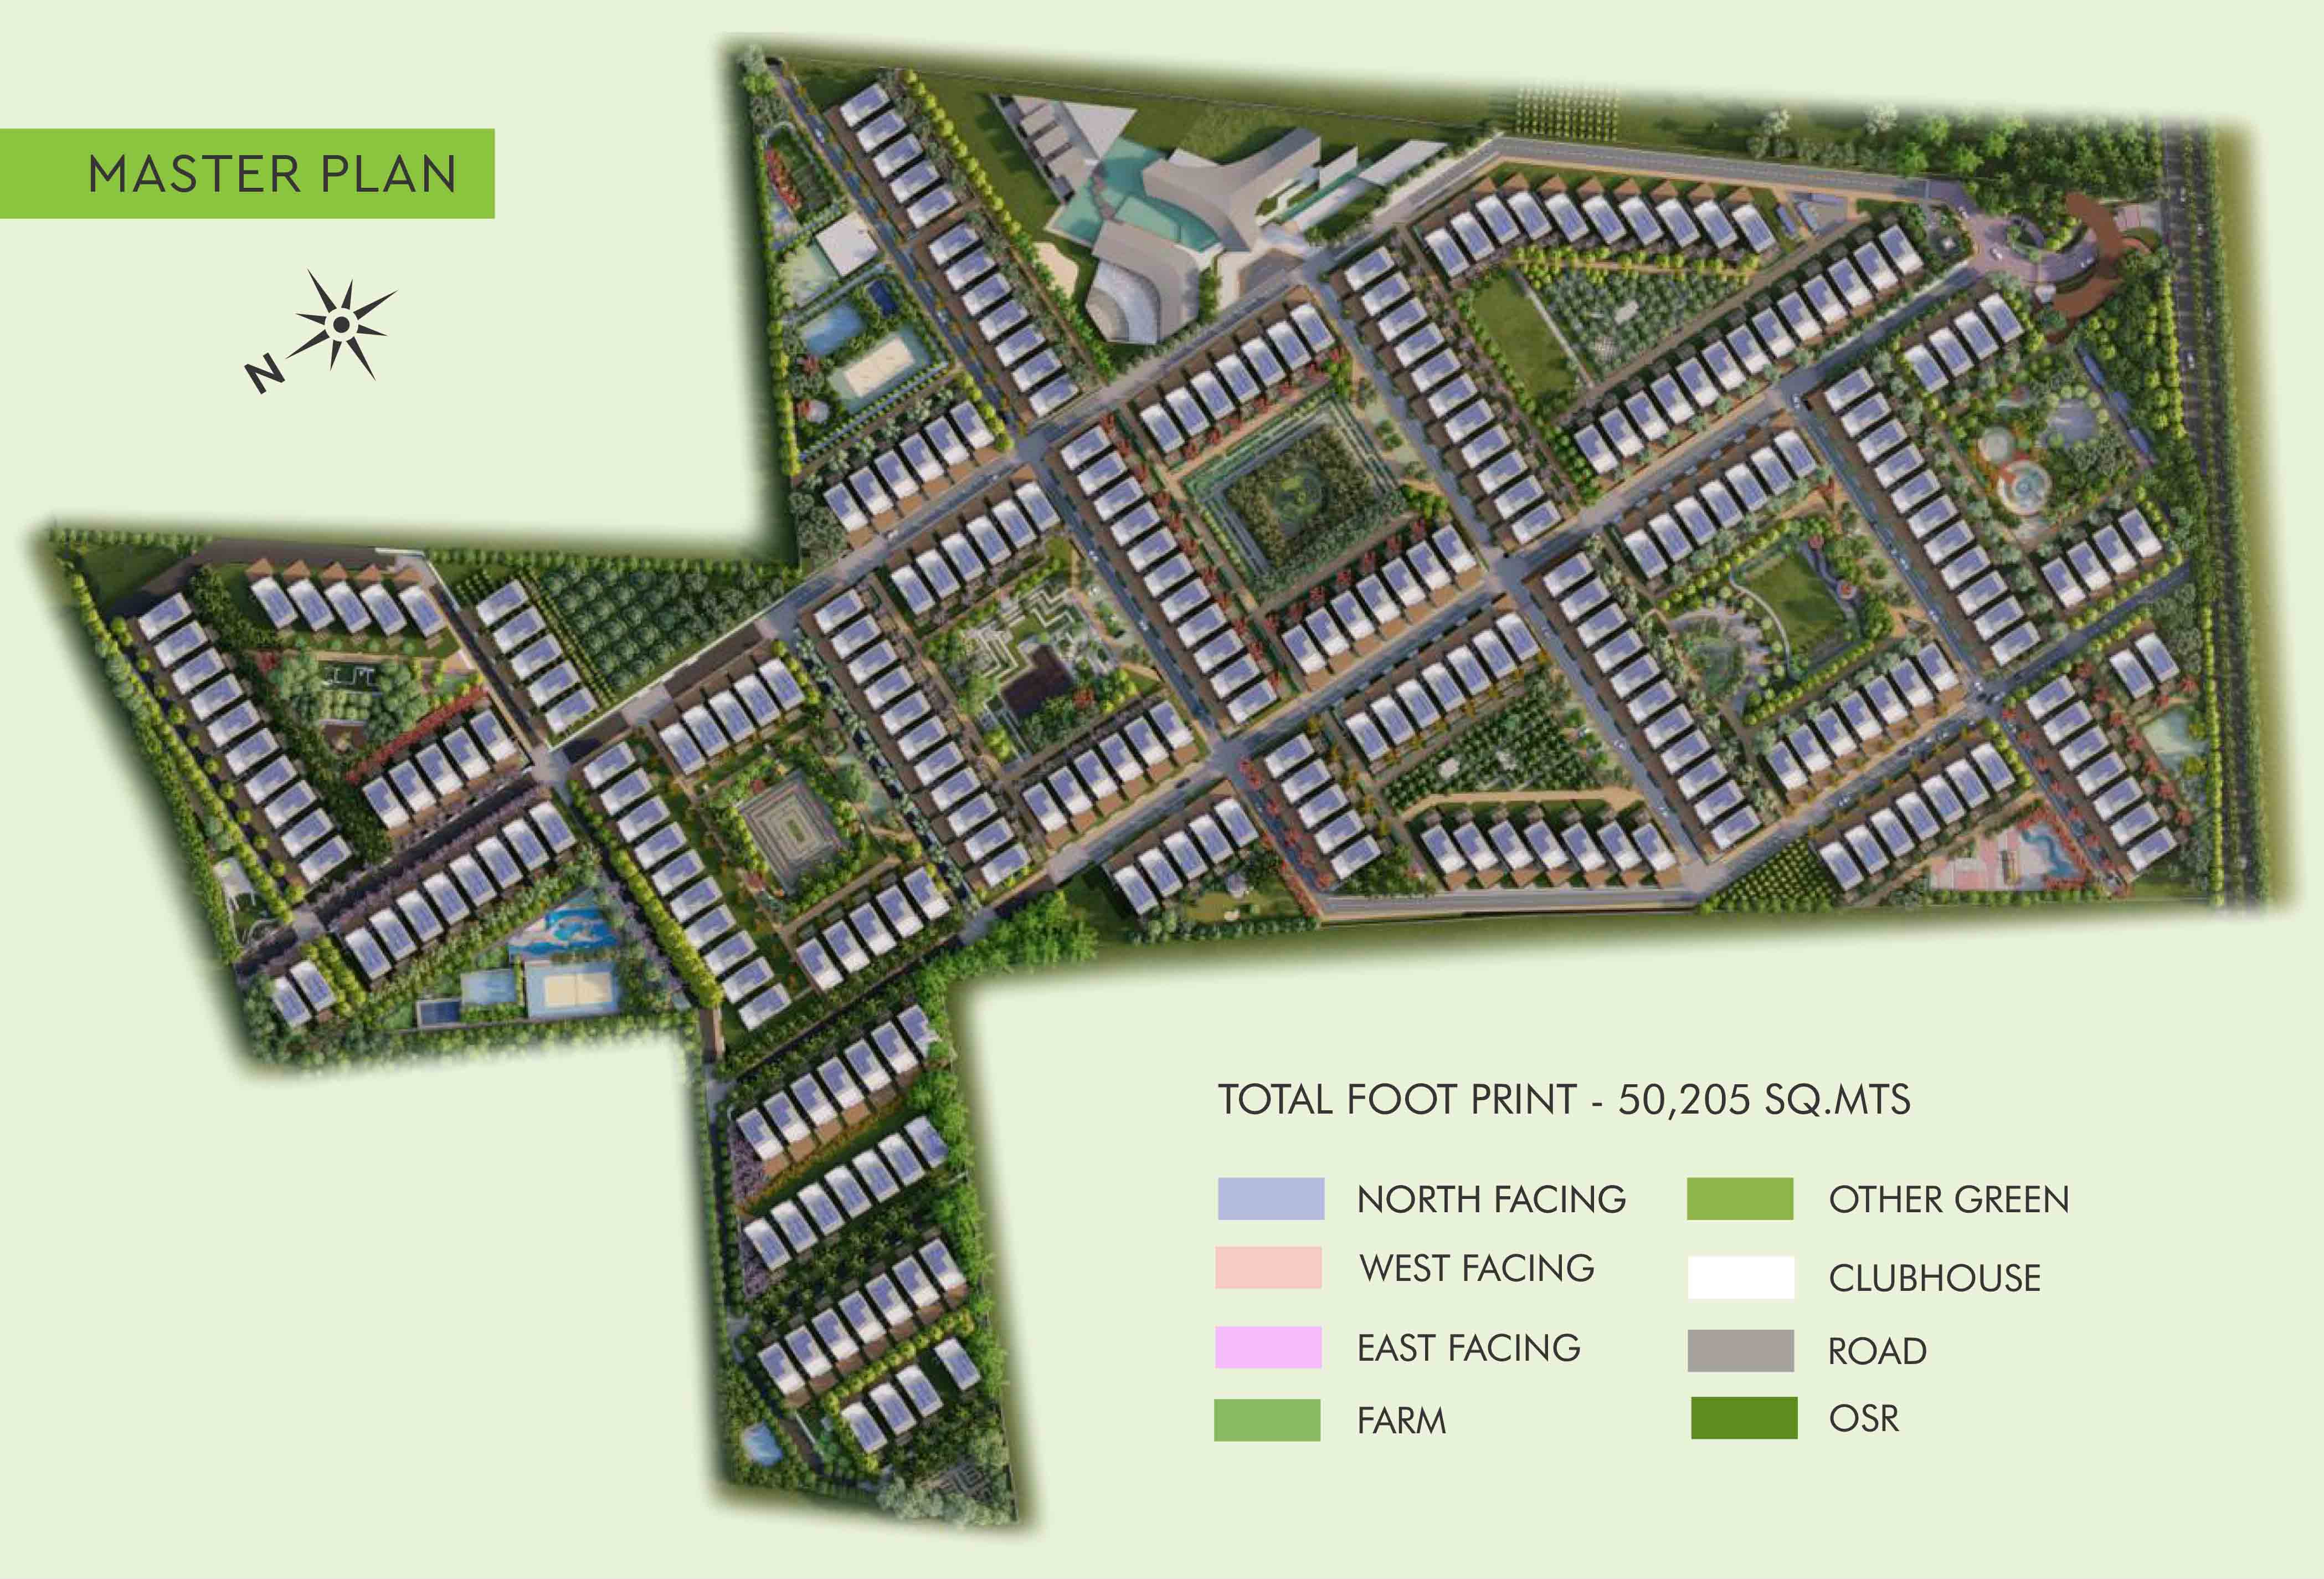 MASTER PLAN
N
TOTAL FOOT PRINT - 50,205 SQ.MTS
NORTH FACING
WEST FACING
EAST FACING
FARM
OTHER GREEN
CLUBHOUSE
ROAD
OSR